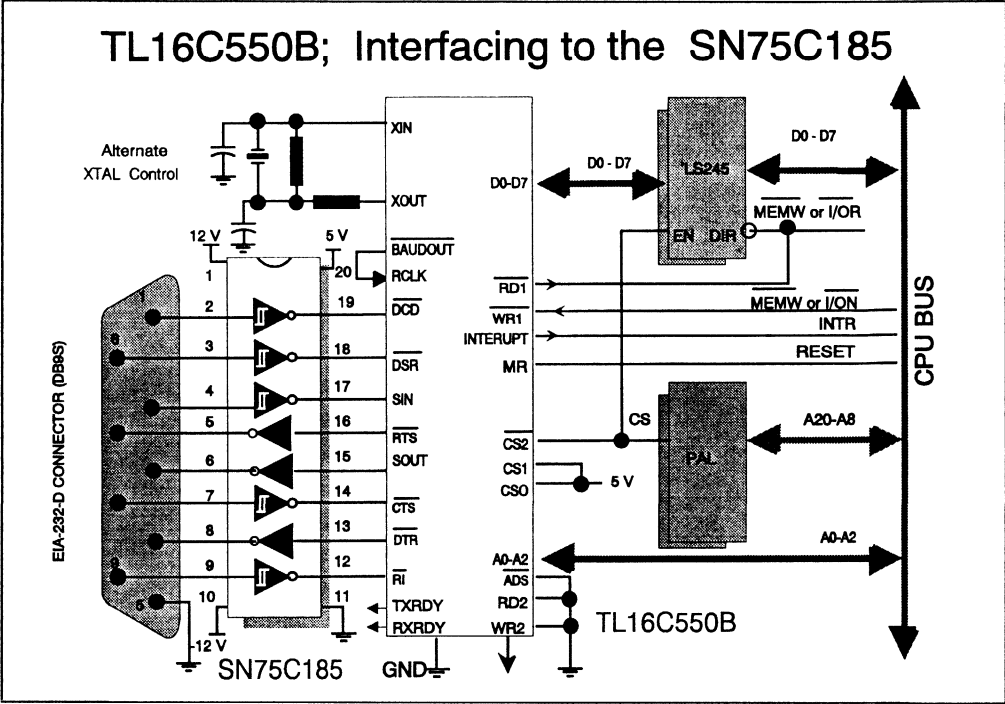 TL16C550B; Interfacing to the SN75C185
Alternate
XTAL Control
XIN
XOUT
BAUDOUT
RCLK
DCD
DSR
SIN
RTS
SOUT
CTS
DTR
RI
TXRDY
RXRDY
D0-D7
RD1
WR1
INTERUPT
MR
CS2
CS1
CSO
A0-A2
ADS
RD2
WR2
D0 - D7
'LS245
EN DIR
D0 - D7
MEMW or I/OR
MEMW or I/ON
INTR
RESET
CS
PAL
A20-A8
5 V
A0-A2
CPU BUS
TL16C550B
12 V
5 V
1
2
3
4
5
6
7
8
9
10
20
19
18
17
16
15
14
13
12
11
1
6
9
5
EIA-232-D CONNECTOR (DB9S)
-12 V
SN75C185
GND